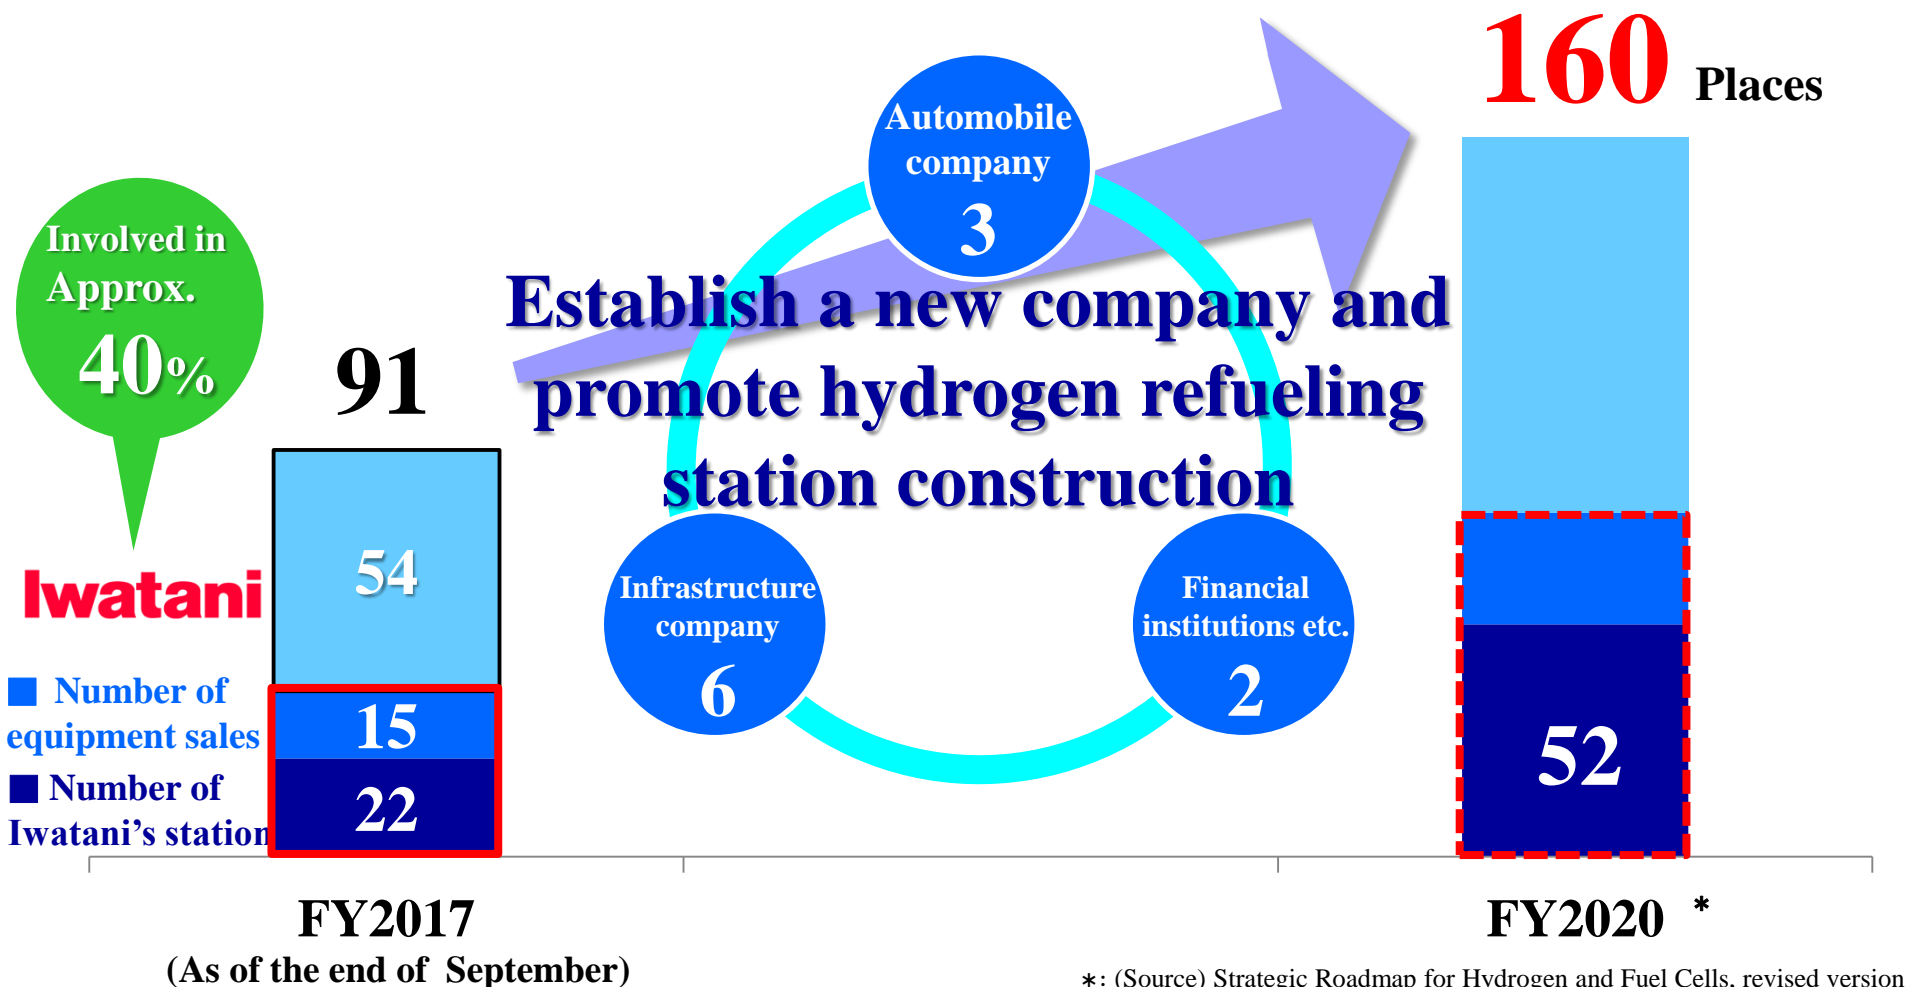 160 Places
Automobile
company
3
Involved in
Approx.
40%
91
Establish a new company and
promote hydrogen refueling
station construction
Iwatani
54
Infrastructure
company
6
Financial
institutions etc.
2
■ Number of
equipment sales
15
■ Number of
Iwatani’s station
22
52
FY2017
(As of the end of September)
FY2020 *
*: (Source) Strategic Roadmap for Hydrogen and Fuel Cells, revised version